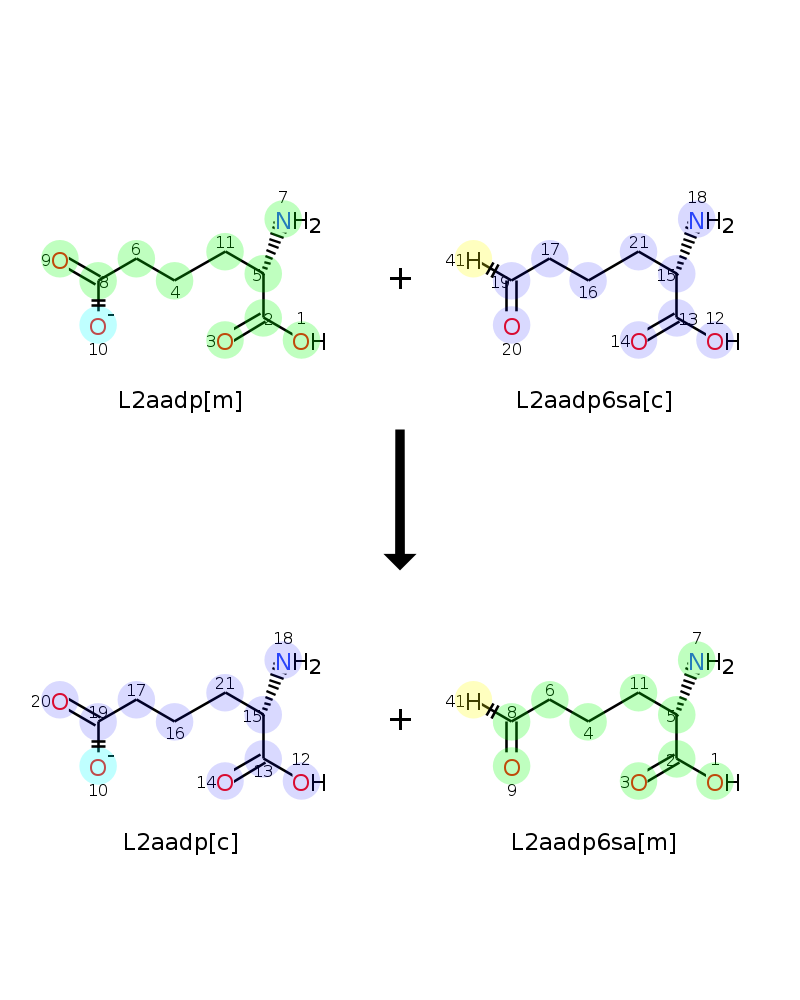 7 18
NH2 NH2
6 11 17 21
9O 41H
8 5 19 15
4 16
+
O- 2 1 13 12
10 3O OH O 14O OH
20
L2aadp[m] L2aadp6sa[c]
18 7
NH2 NH2
17 21 6 11
20O 41H
19 15 8 5
16 4
+
O- 13 12 2 1
10 14O OH O 3O OH
9
L2aadp[c] L2aadp6sa[m]